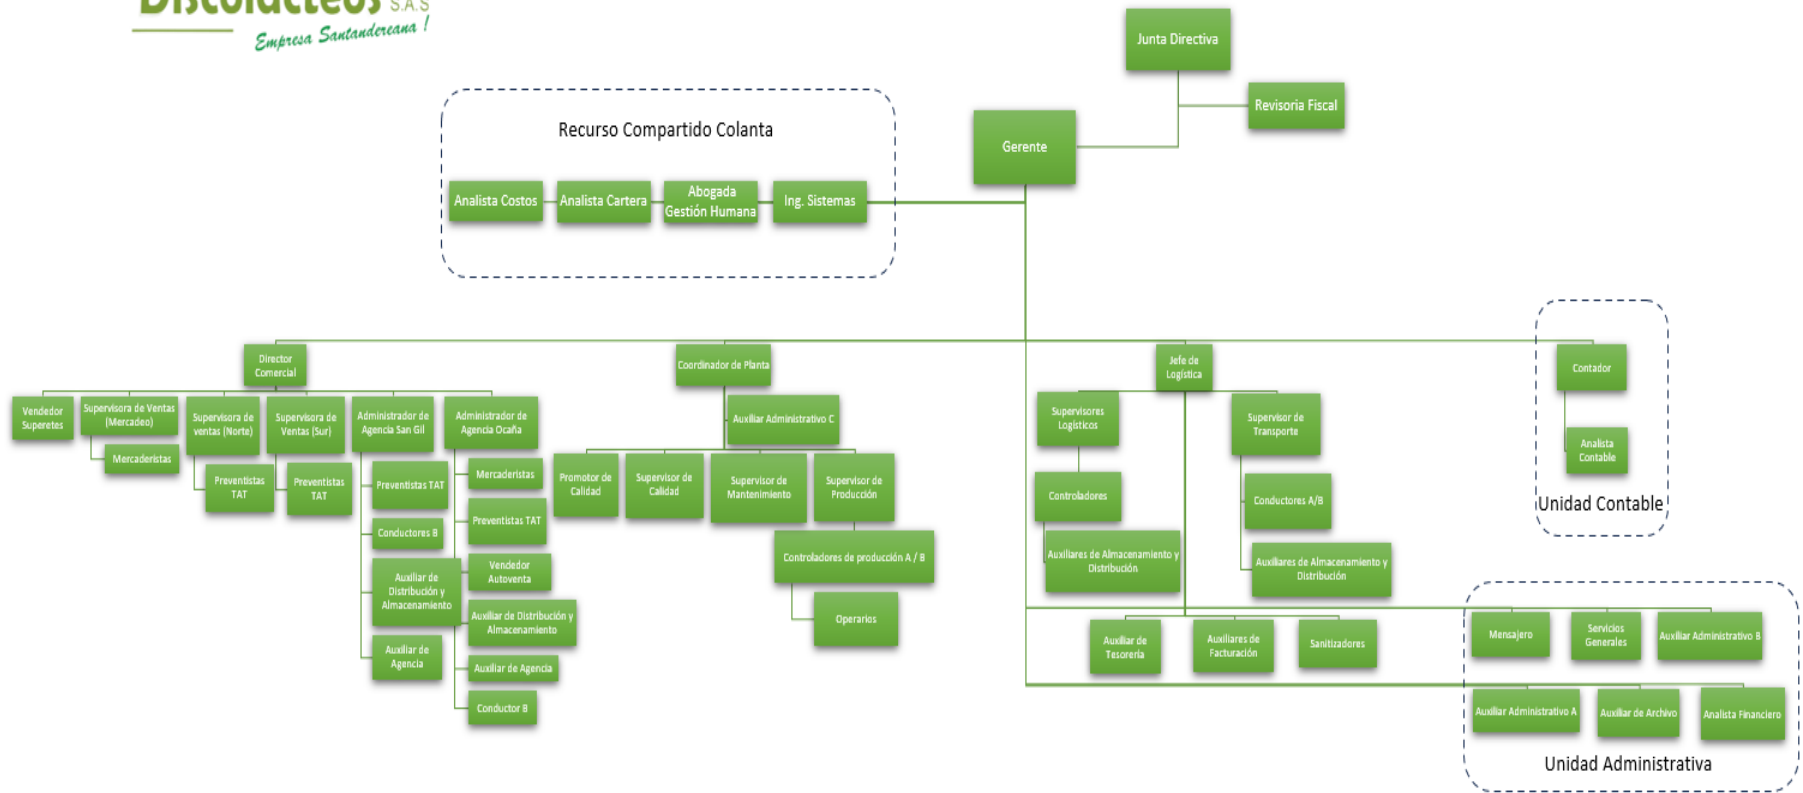 Discolácteos S.A.S
Empresa Santandereana !
Junta Directiva
Revisoria Fiscal
Gerente
Recurso Compartido Colanta
Analista Costos
Analista Cartera
Abogada
Gestión Humana
Ing. Sistemas
Director
Comercial
Coordinador de Planta
Jefe de
Logística
Contador
Analista
Contable
Unidad Contable
Vendedor
Superetes
Supervisora de Ventas
(Mercadeo)
Mercaderistas
Supervisora de
ventas (Norte)
Preventistas
TAT
Supervisora de
Ventas (Sur)
Preventistas
TAT
Administrador de
Agencia San Gil
Preventistas TAT
Conductores B
Auxiliar de
Distribución y
Almacenamiento
Auxiliar de
Agencia
Administrador de
Agencia Ocaña
Mercaderistas
Preventistas TAT
Vendedor
Autoventa
Auxiliar de Distribución y
Almacenamiento
Auxiliar de Agencia
Conductor B
Auxiliar Administrativo C
Promotor de
Calidad
Supervisor de
Calidad
Supervisor de
Mantenimiento
Supervisor de
Producción
Controladores de producción A / B
Operarios
Supervisores
Logísticos
Controladores
Auxiliares de Almacenamiento y
Distribución
Supervisor de
Transporte
Conductores A/B
Auxiliares de Almacenamiento y
Distribución
Auxiliar de
Tesorería
Auxiliares de
Facturación
Sanitizadores
Mensajero
Servicios
Generales
Auxiliar Administrativo B
Auxiliar Administrativo A
Auxiliar de Archivo
Analista Financiero
Unidad Administrativa